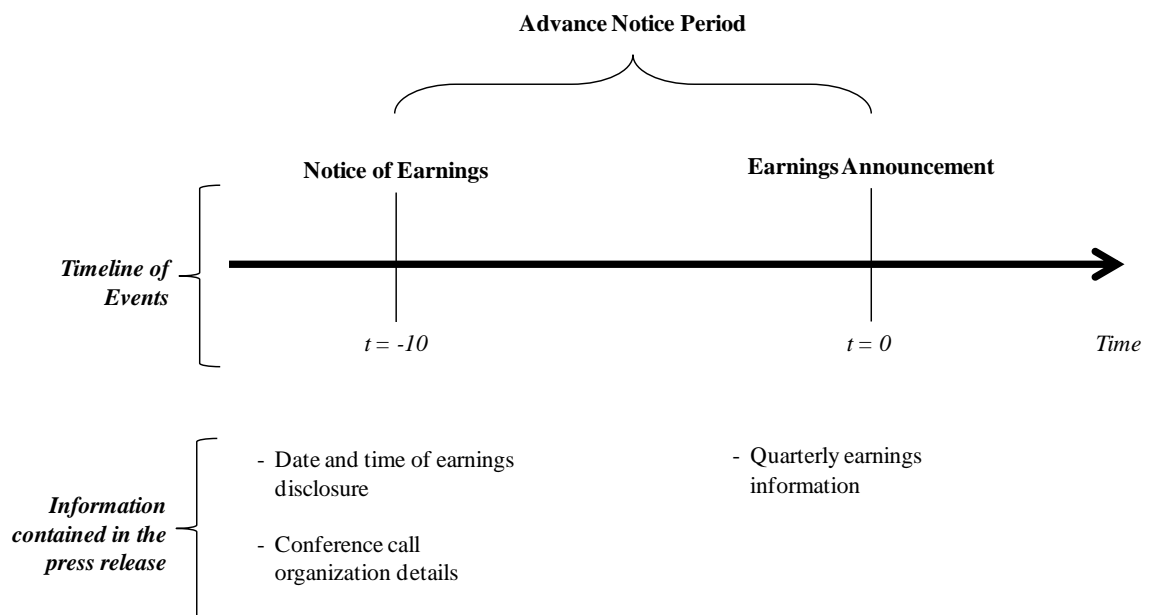 Advance Notice Period
Notice of Earnings
Earnings Announcement
Timeline of
Events
t = -10
t = 0
Time
Information
contained in the
press release
- Date and time of earnings
disclosure
- Conference call
organization details
- Quarterly earnings
information